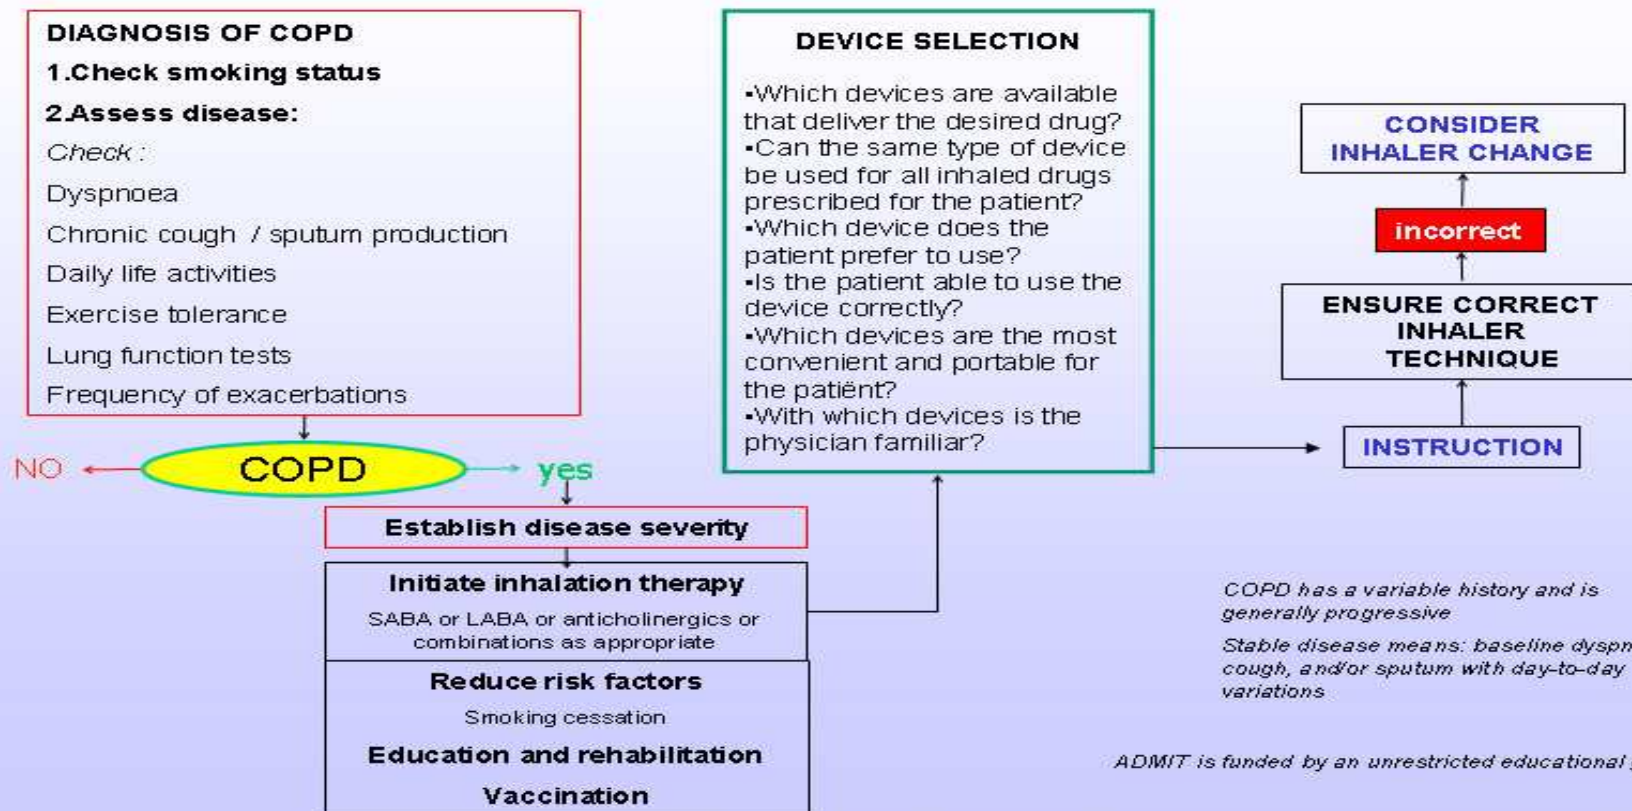 DIAGNOSIS OF COPD
1.Check smoking status
2.Assess disease:
Check :
Dyspnoea
Chronic cough / sputum production
Daily life activities
Exercise tolerance
Lung function tests
Frequency of exacerbations
NO
COPD
yes
Establish disease severity
Initiate inhalation therapy
SABA or LABA or anticholinergics or
combinations as appropriate
Reduce risk factors
Smoking cessation
Education and rehabilitation
Vaccination
DEVICE SELECTION
▪Which devices are available
that deliver the desired drug?
▪Can the same type of device
be used for all inhaled drugs
prescribed for the patient?
▪Which device does the
patient prefer to use?
▪Is the patient able to use the
device correctly?
▪Which devices are the most
convenient and portable for
the patiënt?
▪With which devices is the
physician familiar?
CONSIDER
INHALER CHANGE
incorrect
ENSURE CORRECT
INHALER
TECHNIQUE
INSTRUCTION
COPD has a variable history and is
generally progressive
Stable disease means: baseline
cough, and/or sputum with day-to-day
variations
ADMIT is funded by an unrestricted educational